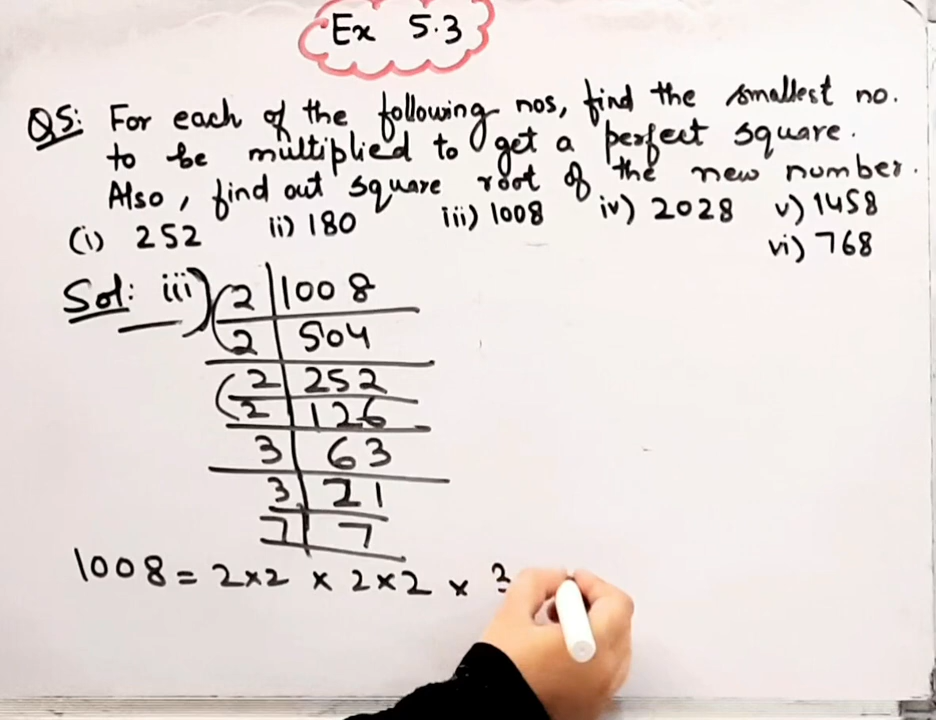 Ex 5.3
Q5: For each of the following nos, find the smallest no.
to be multiplied to get a perfect square.
Also, find out square root of the new number.
(i) 252 ii) 180 iii) 1008 iv) 2028 v) 1458
vi) 768
Sol: iii) 2 | 1008
2 | 504
2 | 252
2 | 126
3 | 63
3 | 21
7 | 7
1008 = 2×2 × 2×2 × 3